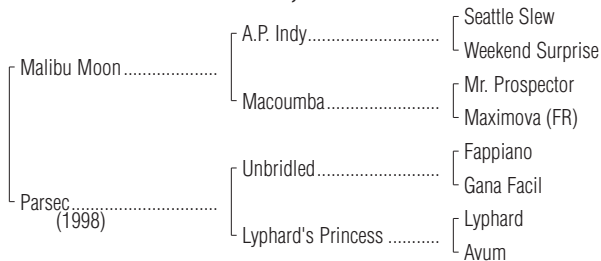 Seattle Slew
A.P. Indy
Weekend Surprise
Malibu Moon
Mr. Prospector
Macoumba
Maximova (FR)
Fappiano
Unbridled
Gana Facil
Parsec
(1998)
Lyphard
Lyphard's Princess
Avum